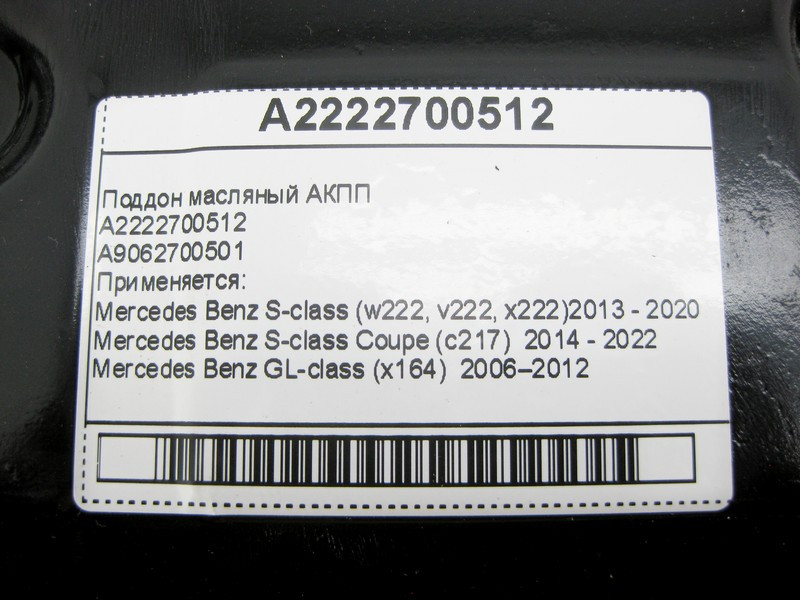 A2222700512
Поддон масляный АКПП
A2222700512
A9062700501
Применяется:
Mercedes Benz S-class (w222, v222, x222)2013 - 2020
Mercedes Benz S-class Coupe (c217) 2014 - 2022
Mercedes Benz GL-class (x164) 2006–2012